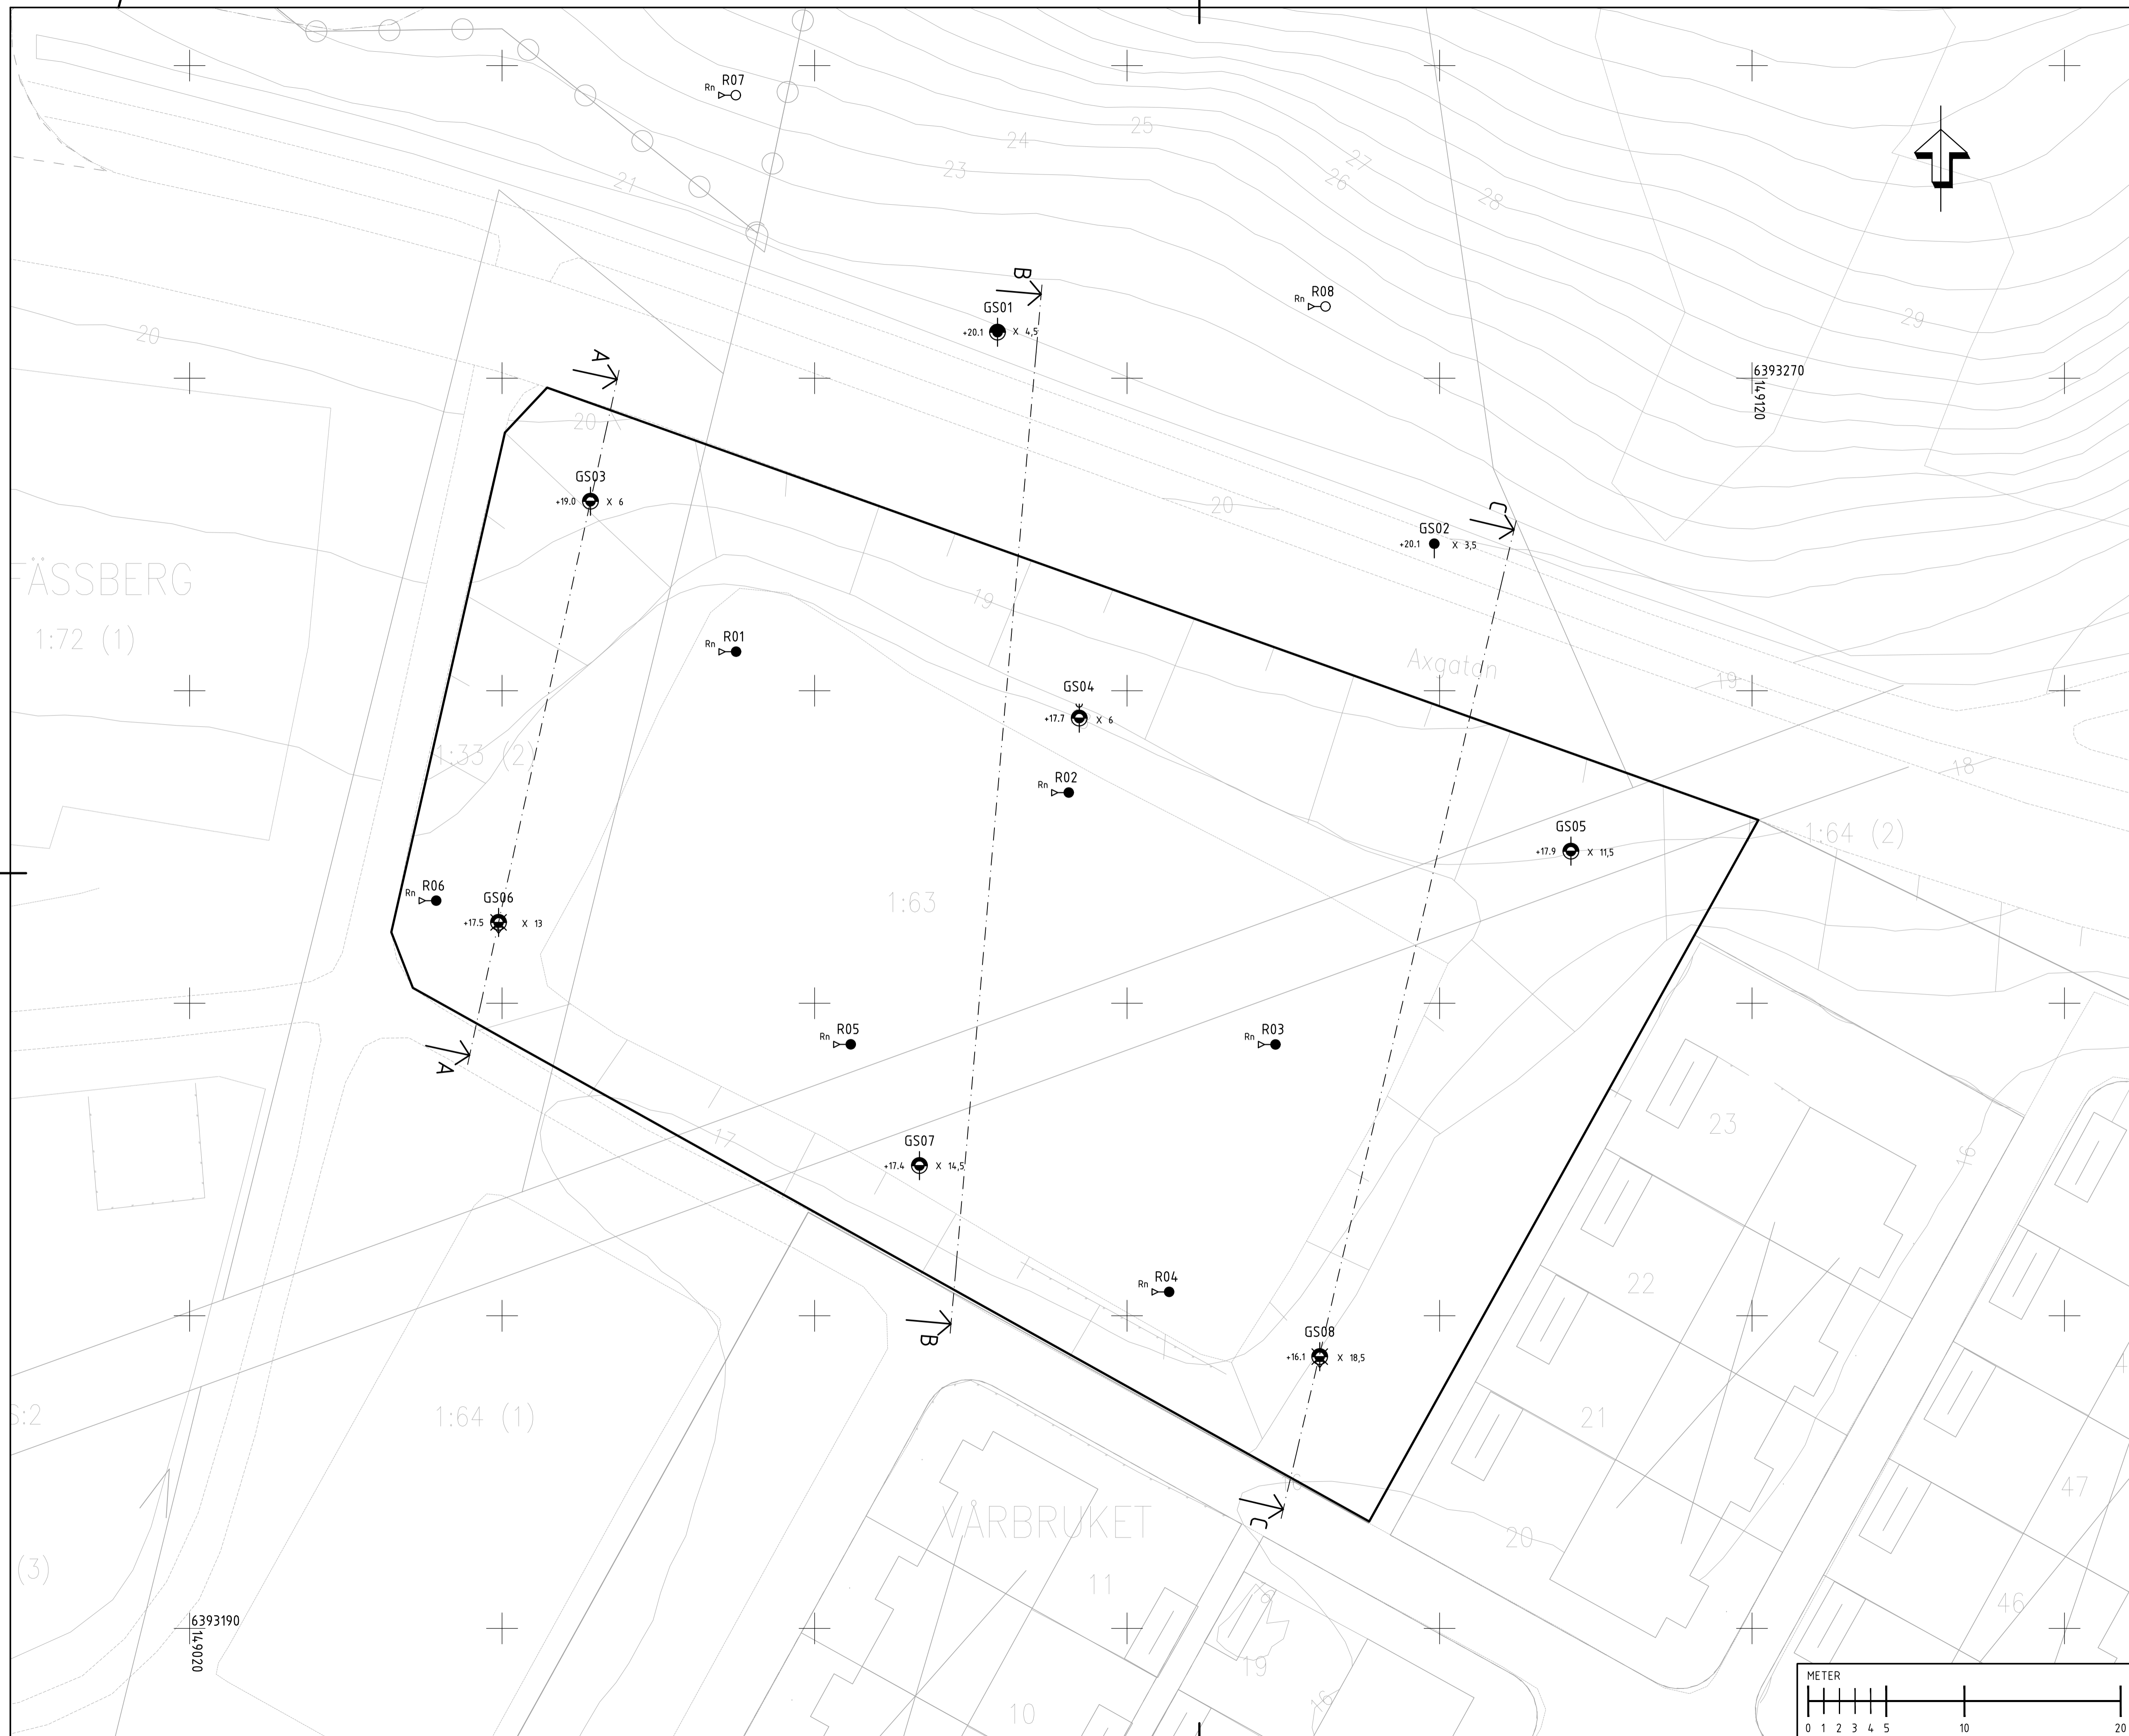 R07
Rn
25
24
23
27
26
21
28
B
R08
Rn
GS01
+20.1 X 4,5
29
20
A
6393270
149120
20
GS03
+19.0 X 6
20
C
GS02
+20.1 X 3,5
FÄSSBERG
1:72 (1)
19
R01
Rn
Axgatan
19
GS04
+17.7 X 6
1:33 (2)
18
R02
Rn
GS05
+17.9 X 11,5
1:64 (2)
R06
Rn
GS06
+17.5 X 13
1:63
R05
Rn
R03
Rn
A
17
23
GS07
+17.4 X 14,5
16
R04
Rn
22
GS08
+16.1 X 18,5
B
S:2
1:64 (1)
21
C
VÅRBRUKET
47
20
(3)
11
46
6393190
149020
19
16
10
METER
0 1 2 3 4 5 10 20